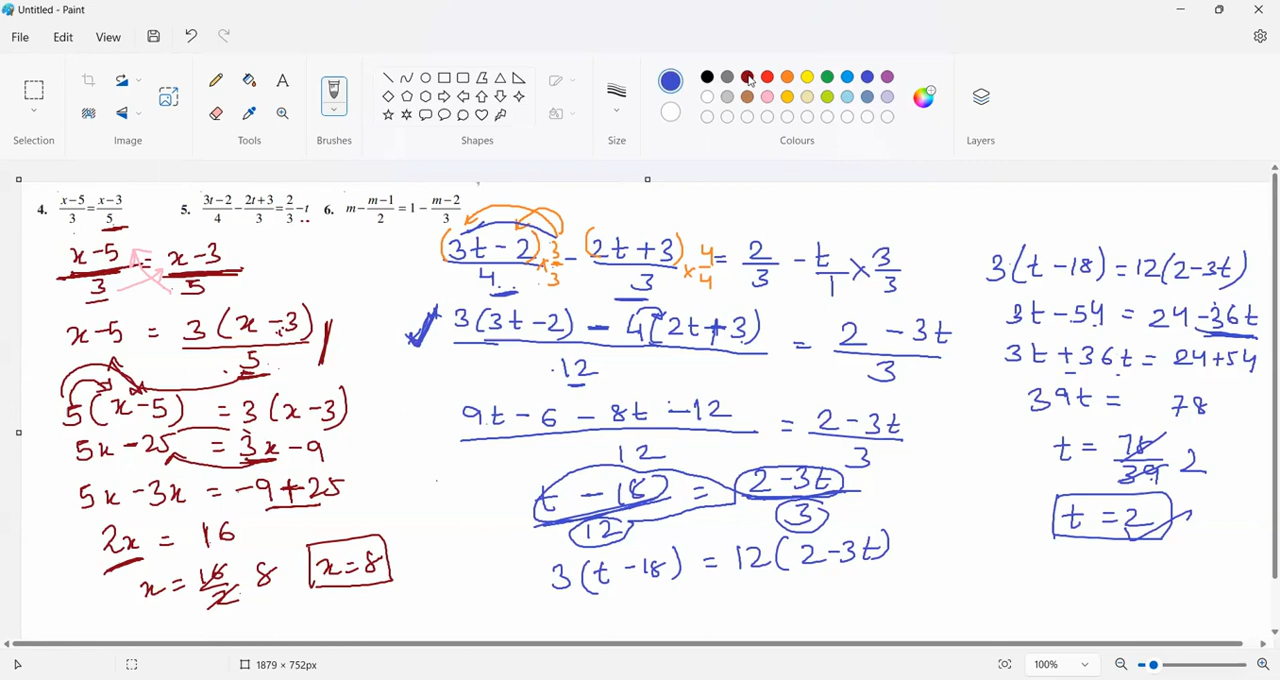 Untitled - Paint
File Edit View
Selection Image Tools Brushes Shapes Size Colours Layers
4. x−5/3 = x−3/5 5. 3t−2/4 − 2t+3/3 = 2/3 − t 6. m − m−1/2 = 1 − m−2/3
x−5/3 = x−3/5
x−5 = 3(x−3)/5
5(x−5) = 3(x−3)
5x−25 = 3x−9
5x−3x = −9+25
2x = 16
x = 16/2 8
x=8
(3t−2)/4 × 3/3 − (2t+3)/3 × 4/4 = 2/3 − t/1 × 3/3
3(3t−2) − 4(2t+3)/12 = 2−3t/3
9t−6−8t−12/12 = 2−3t/3
t−18/12 = 2−3t/3
3(t−18) = 12(2−3t)
3(t−18) = 12(2−3t)
3t−54 = 24−36t
3t+36t = 24+54
39t = 78
t = 78/39 2
t=2
1879 × 752px
100%